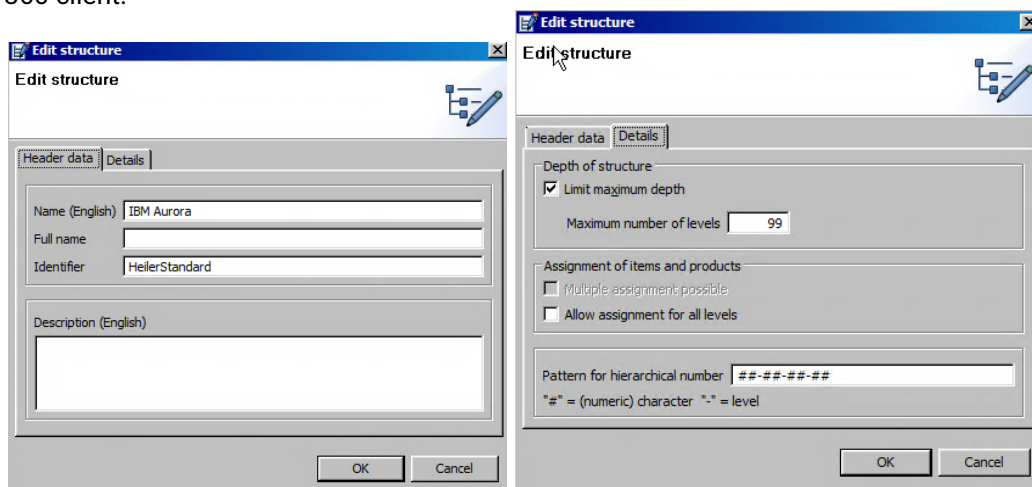 Edit structure
Edit structure
Header data Details
Name (English) IBM Aurora
Full name
Identifier HeilerStandard
Description (English)
OK Cancel
Edit structure
Edit structure
Header data Details
Depth of structure
Limit maximum depth
Maximum number of levels 99
Assignment of items and products
Multiple assignment possible
Allow assignment for all levels
Pattern for hierarchical number ##-##-##-##
"#" = (numeric) character "-" = level
OK Cancel